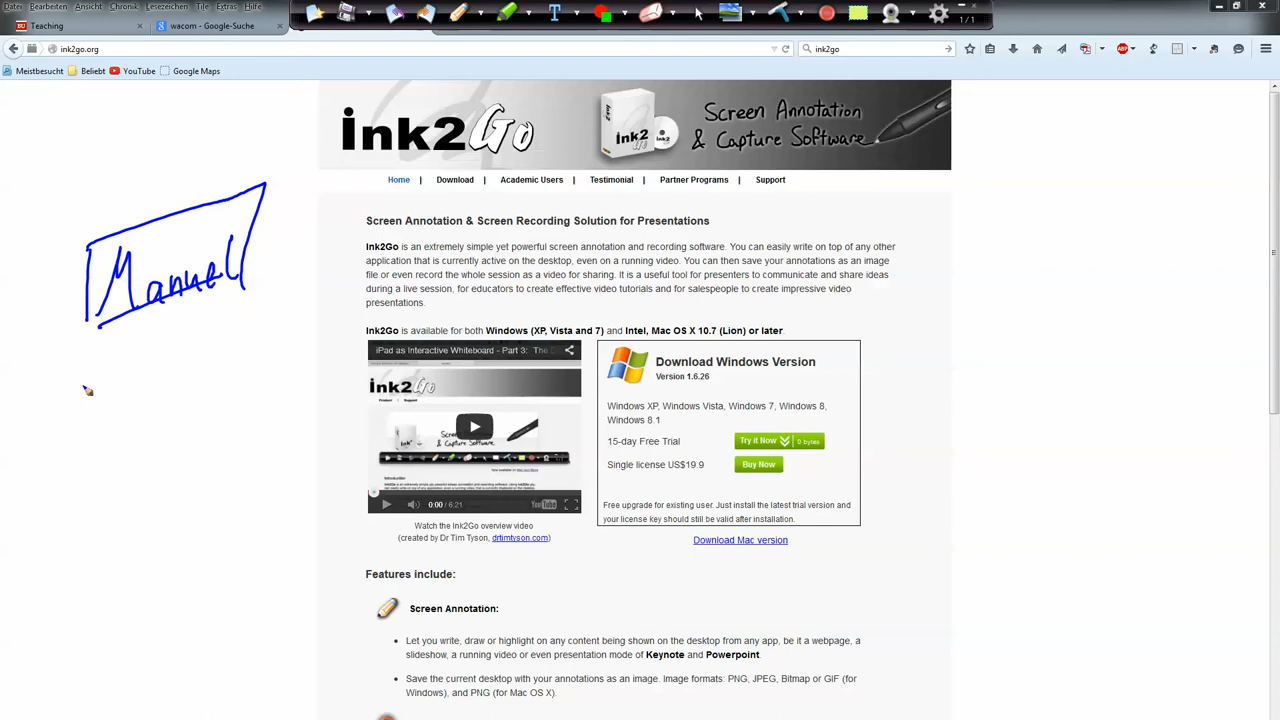 Datei Bearbeiten Ansicht Chronik Lesezeichen Extras Hilfe
1 / 1
Teaching
wacom - Google-Suche
ink2go.org
ink2go
Meistbesucht Beliebt YouTube Google Maps
ink2Go
Screen Annotation
& Capture Software
Home | Download | Academic Users | Testimonial | Partner Programs | Support
Manuel
Screen Annotation & Screen Recording Solution for Presentations
Ink2Go is an extremely simple yet powerful screen annotation and recording software. You can easily write on top of any other
application that is currently active on the desktop, even on a running video. You can then save your annotations as an image
file or even record the whole session as a video for sharing. It is a useful tool for presenters to communicate and share ideas
during a live session, for educators to create effective video tutorials and for salespeople to create impressive video
presentations.
Ink2Go is available for both Windows (XP, Vista and 7) and Intel, Mac OS X 10.7 (Lion) or later.
iPad as Interactive Whiteboard - Part 3: The
ink2Go
0:00 / 6:21
YouTube
Watch the Ink2Go overview video
(created by Dr Tim Tyson, drtimtyson.com)
Download Windows Version
Version 1.6.26
Windows XP, Windows Vista, Windows 7, Windows 8,
Windows 8.1
15-day Free Trial Try it Now 0 bytes
Single license US$19.9 Buy Now
Free upgrade for existing user. Just install the latest trial version and
your license key should still be valid after installation.
Download Mac version
Features include:
Screen Annotation:
Let you write, draw or highlight on any content being shown on the desktop from any app, be it a webpage, a
slideshow, a running video or even presentation mode of Keynote and Powerpoint.
Save the current desktop with your annotations as an image. Image formats: PNG, JPEG, Bitmap or GIF (for
Windows), and PNG (for Mac OS X).